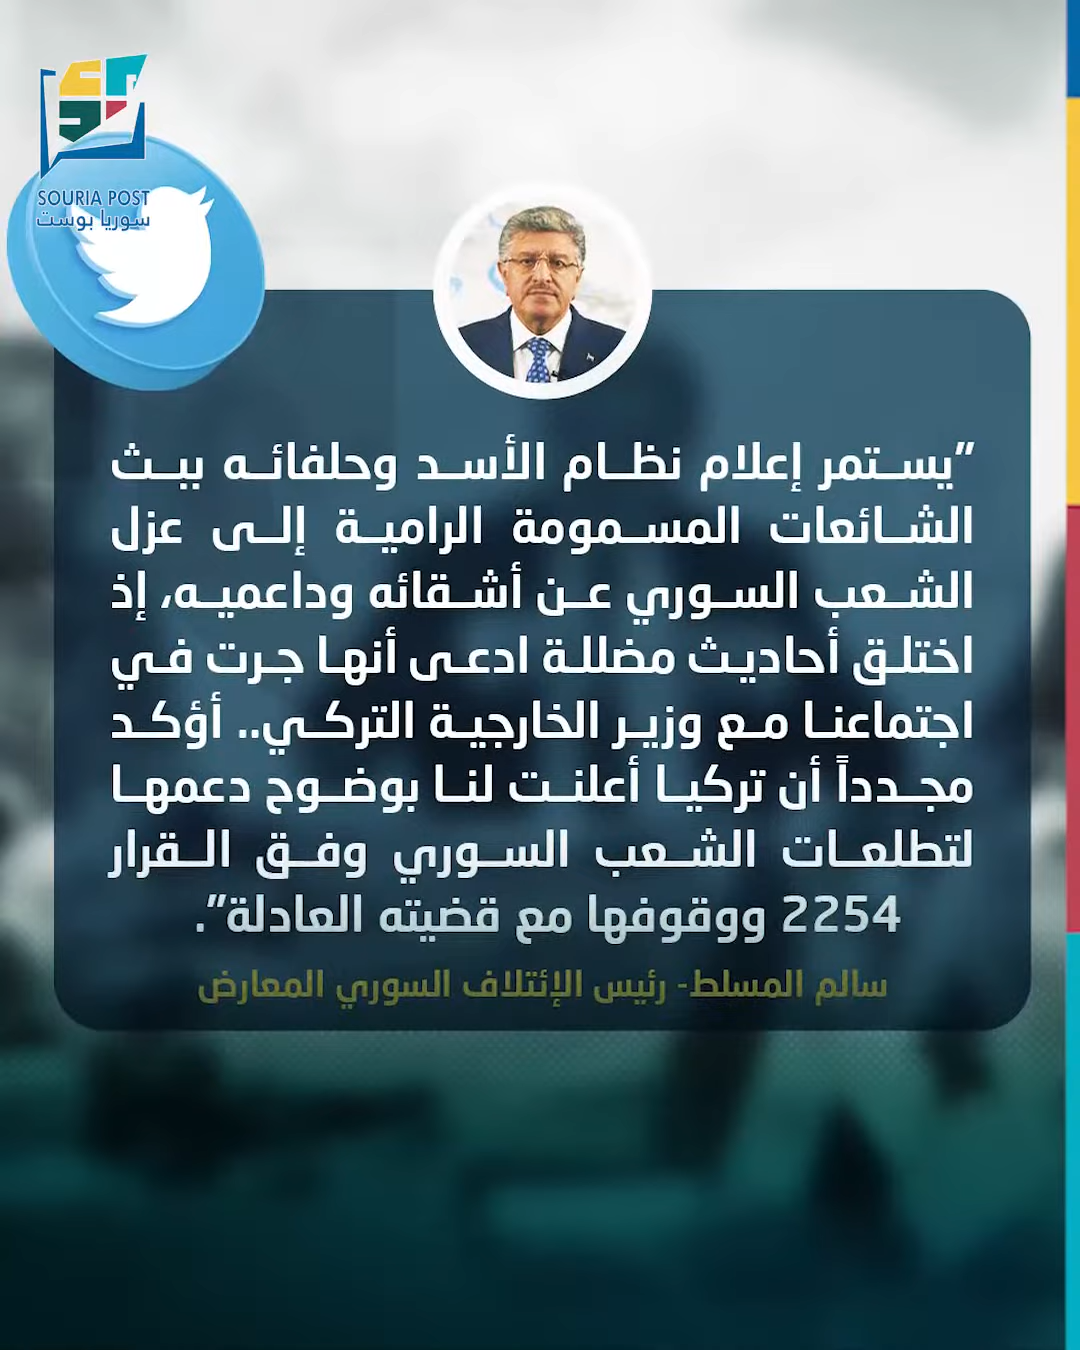 SOURIA POST
سوريا بوست
"يستمر إعلام نظام الأسد وحلفائه ببث
الشائعات المسمومة الرامية إلى عزل
الشعب السوري عن أشقائه وداعميه، إذ
اختلق أحاديث مضللة ادعى أنها جرت في
اجتماعنا مع وزير الخارجية التركي.. أؤكد
مجدداً أن تركيا أعلنت لنا بوضوح دعمها
لتطلعات الشعب السوري وفق القرار
2254 ووقوفها مع قضيته العادلة".
سالم المسلط- رئيس الإئتلاف السوري المعارض